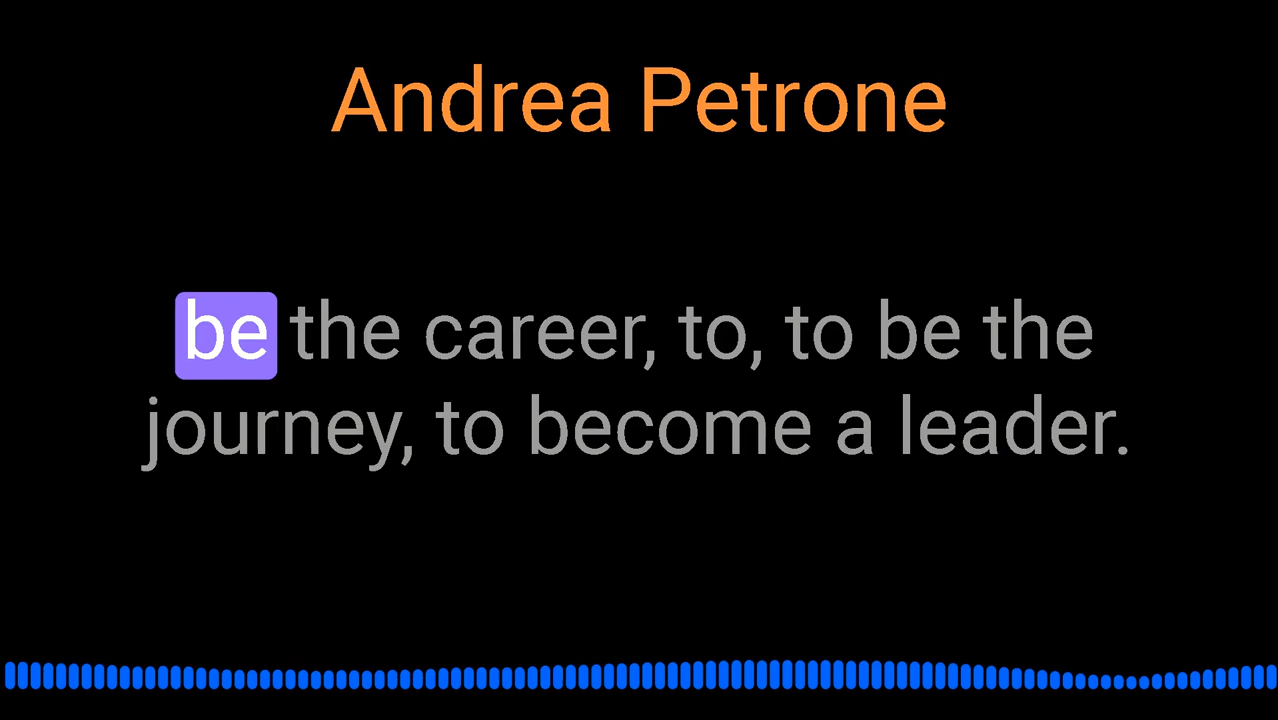 Andrea Petrone
be the career, to, to be the
journey, to become a leader.